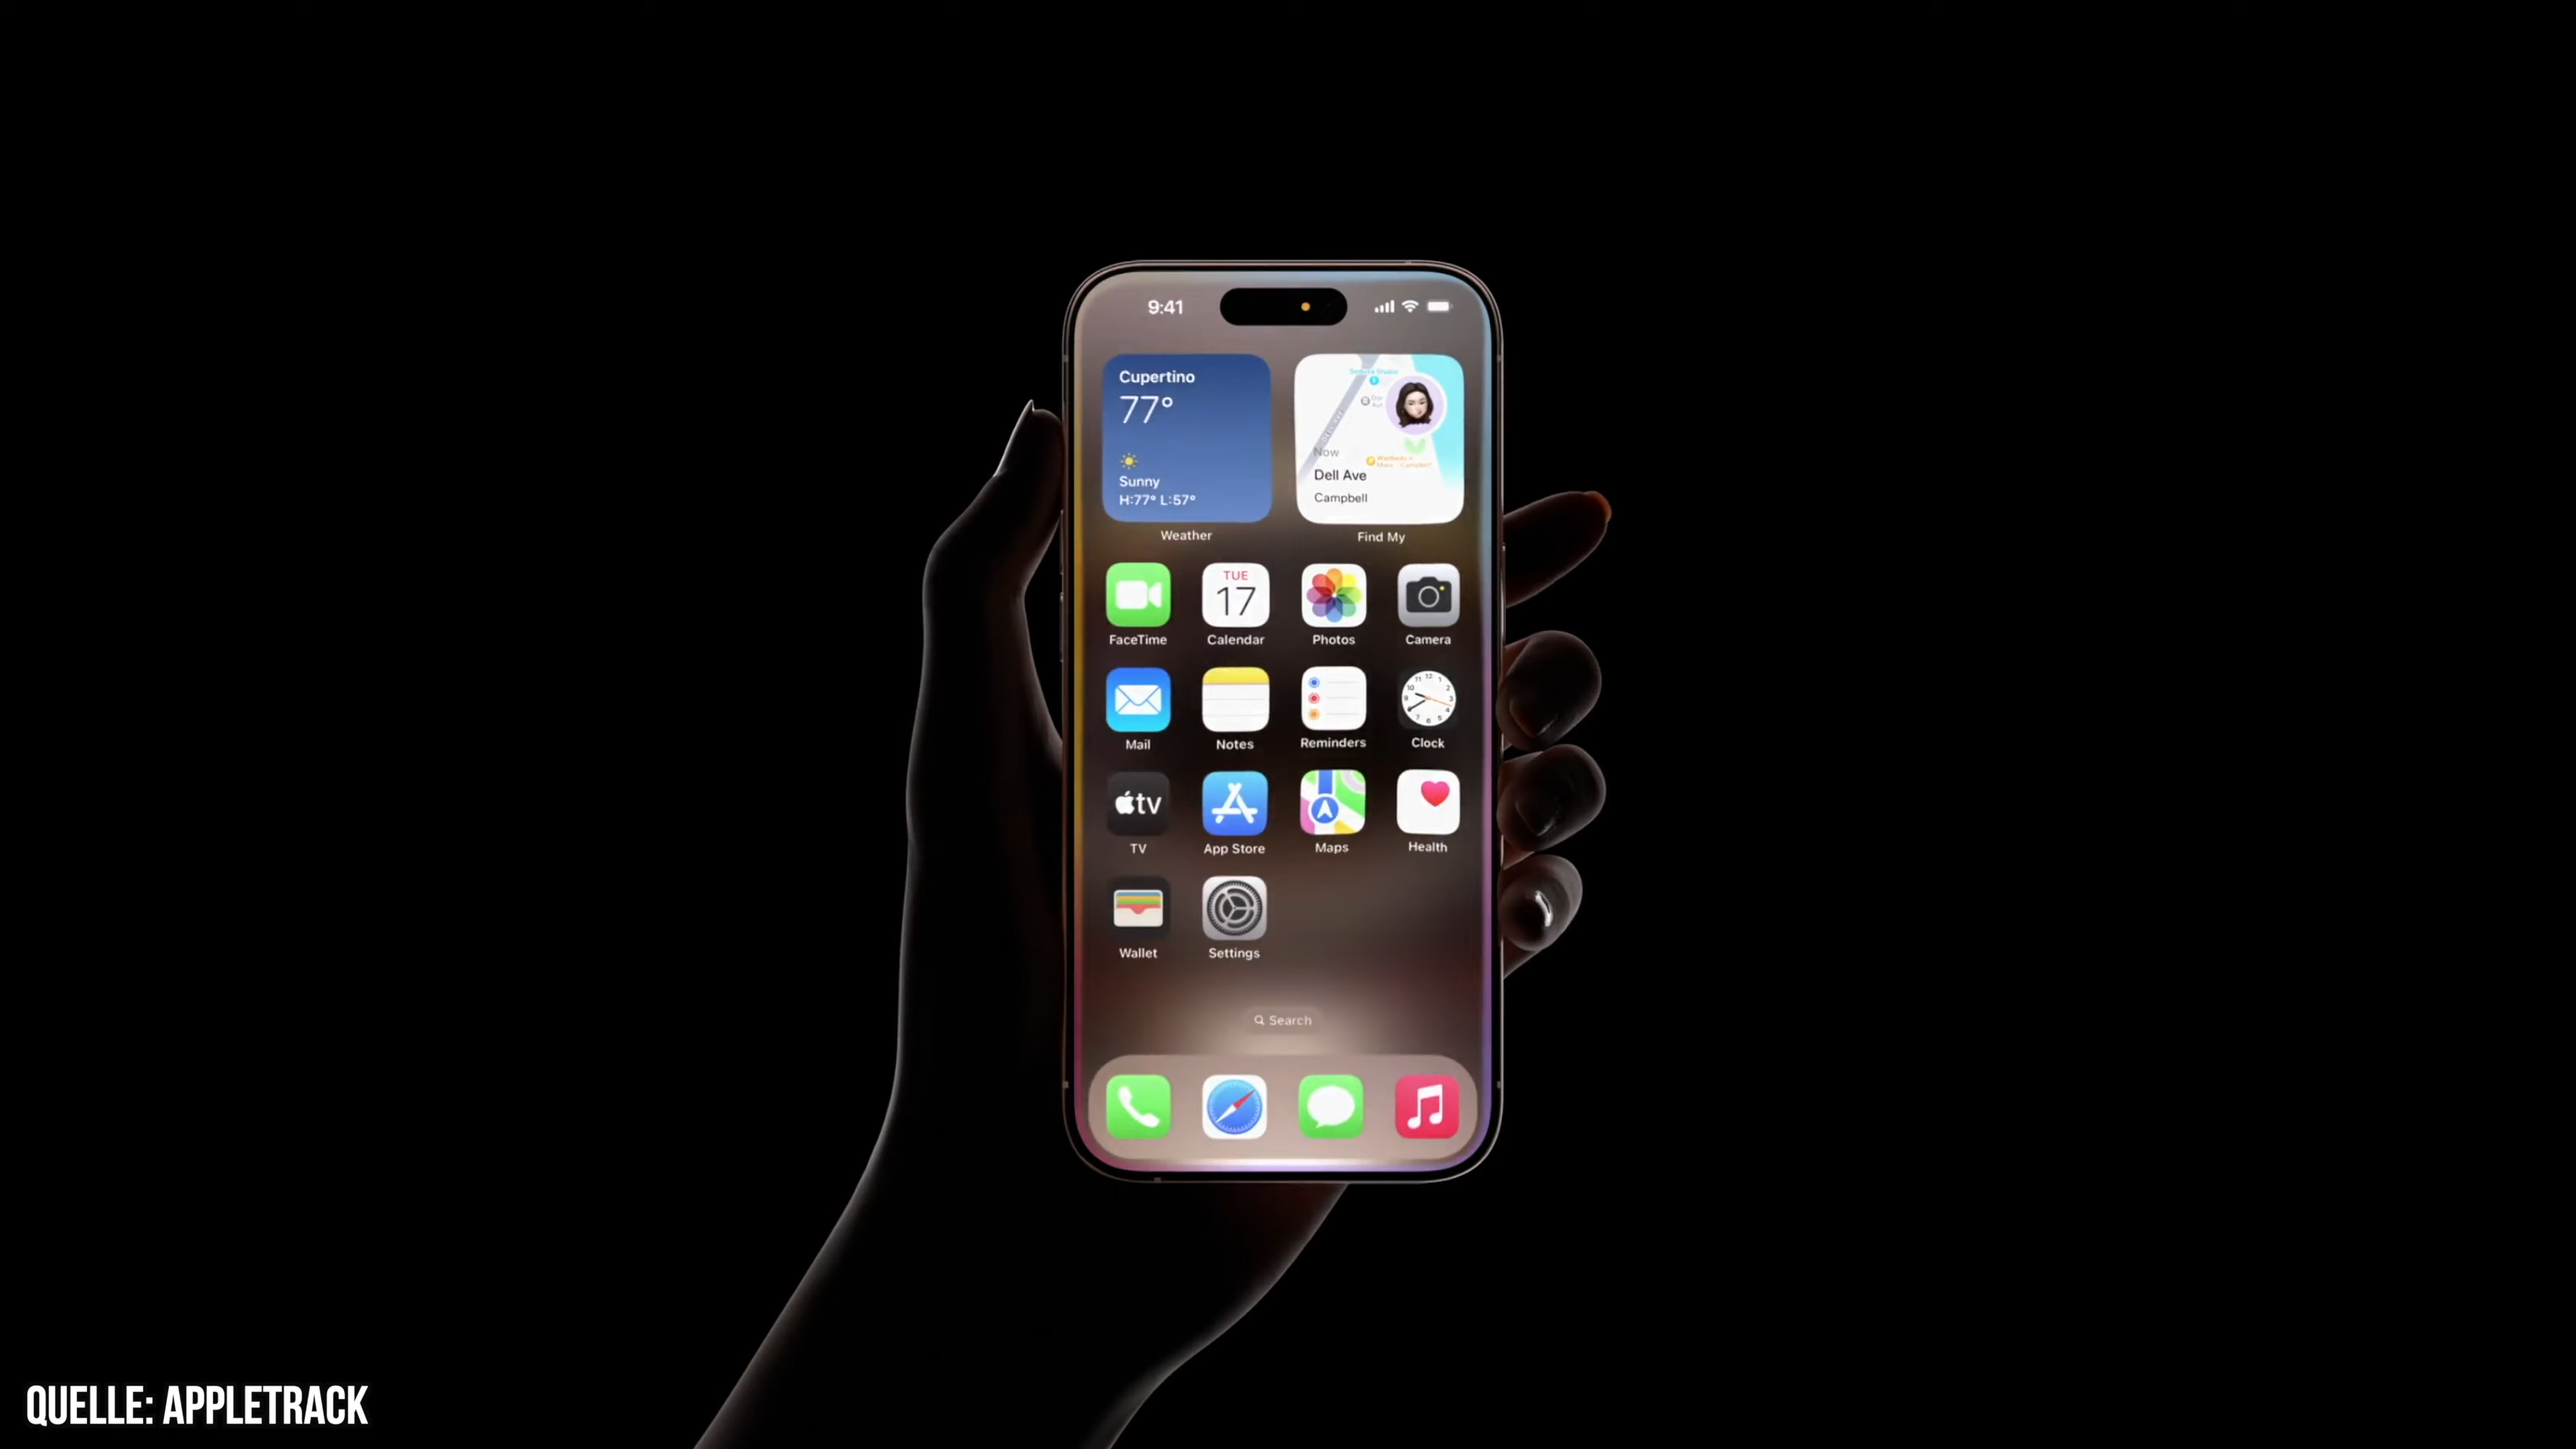 9:41
Cupertino
77°
Sunny
H:77° L:57°
Weather
Now
Dell Ave
Campbell
Find My
FaceTime
TUE
17
Calendar
Photos
Camera
Mail
Notes
Reminders
Clock
tv
TV
App Store
Maps
Health
Wallet
Settings
Search
QUELLE: APPLETRACK